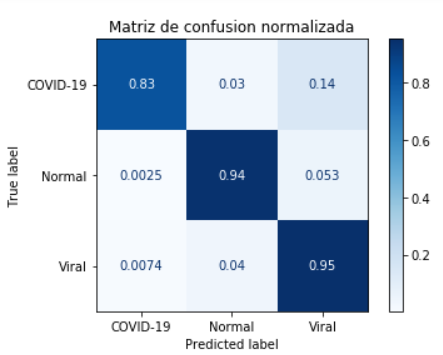 Matriz de confusion normalizada
COVID-19 0.83 0.03 0.14
Normal 0.0025 0.94 0.053
Viral 0.0074 0.04 0.95
COVID-19 Normal Viral
Predicted label
True label
0.8
0.6
0.4
0.2